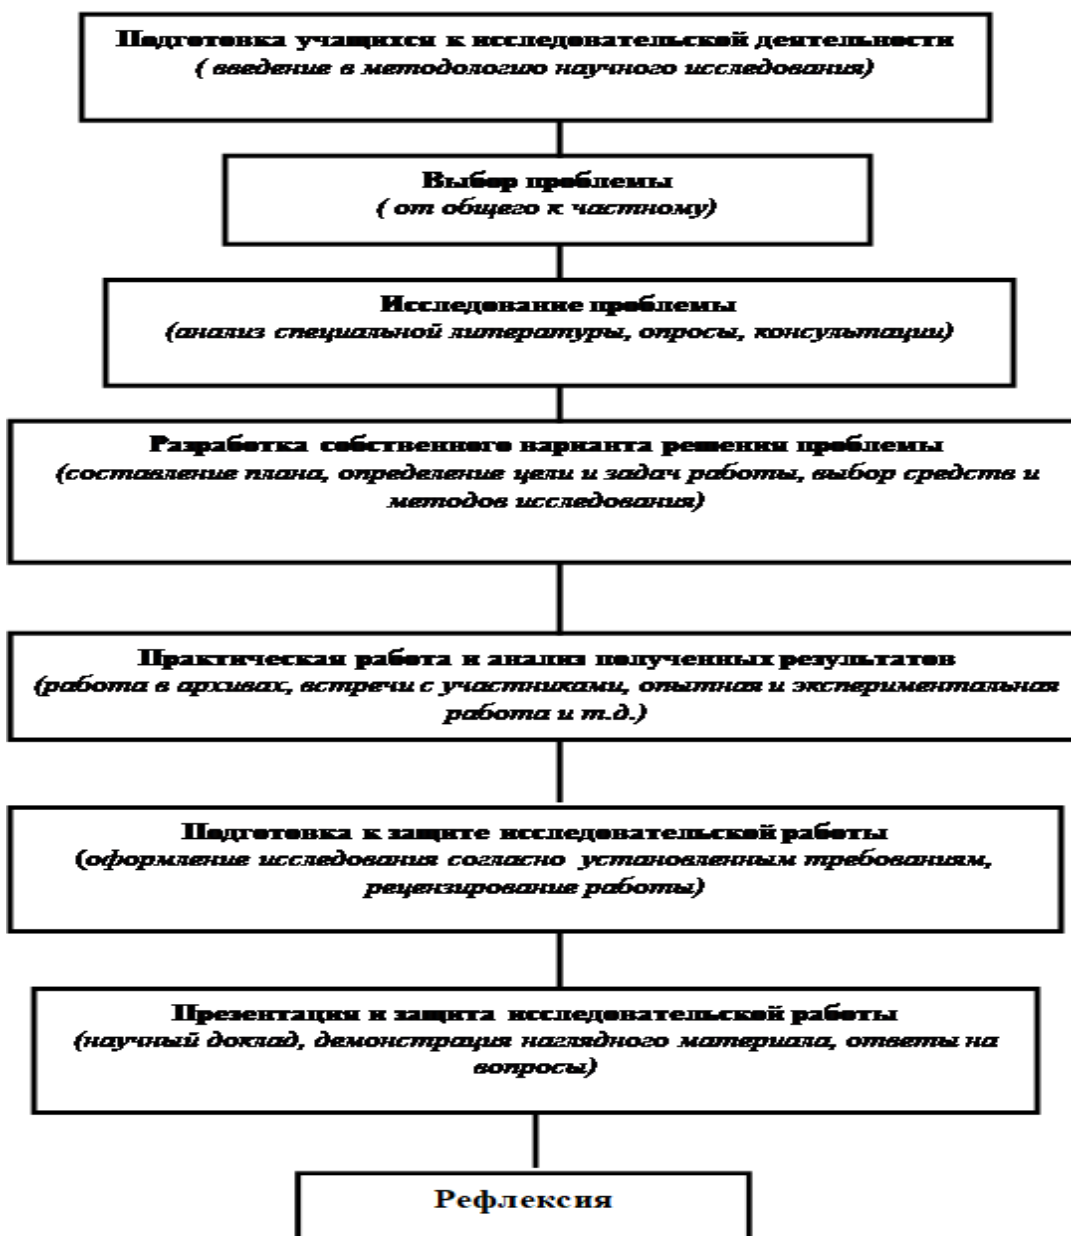 Подготовка учащихся к исследовательской деятельности
( введение в методологию научного исследования)
Выбор проблемы
( от общего к частному)
Исследование проблемы
(анализ специальной литературы, опросы, консультации)
Разработка собственного варианта решения проблемы
(составление плана, определение цели и задач работы, выбор средств и
методов исследования)
Практическая работа и анализ полученных результатов
(работа в архивах, встречи с участниками, опытная и экспериментальная
работа и т.д.)
Подготовка к защите исследовательской работы
(оформление исследования согласно установленным требованиям,
рецензирование работы)
Презентация и защита исследовательской работы
(научный доклад, демонстрация наглядного материала, ответы на
вопросы)
Рефлексия